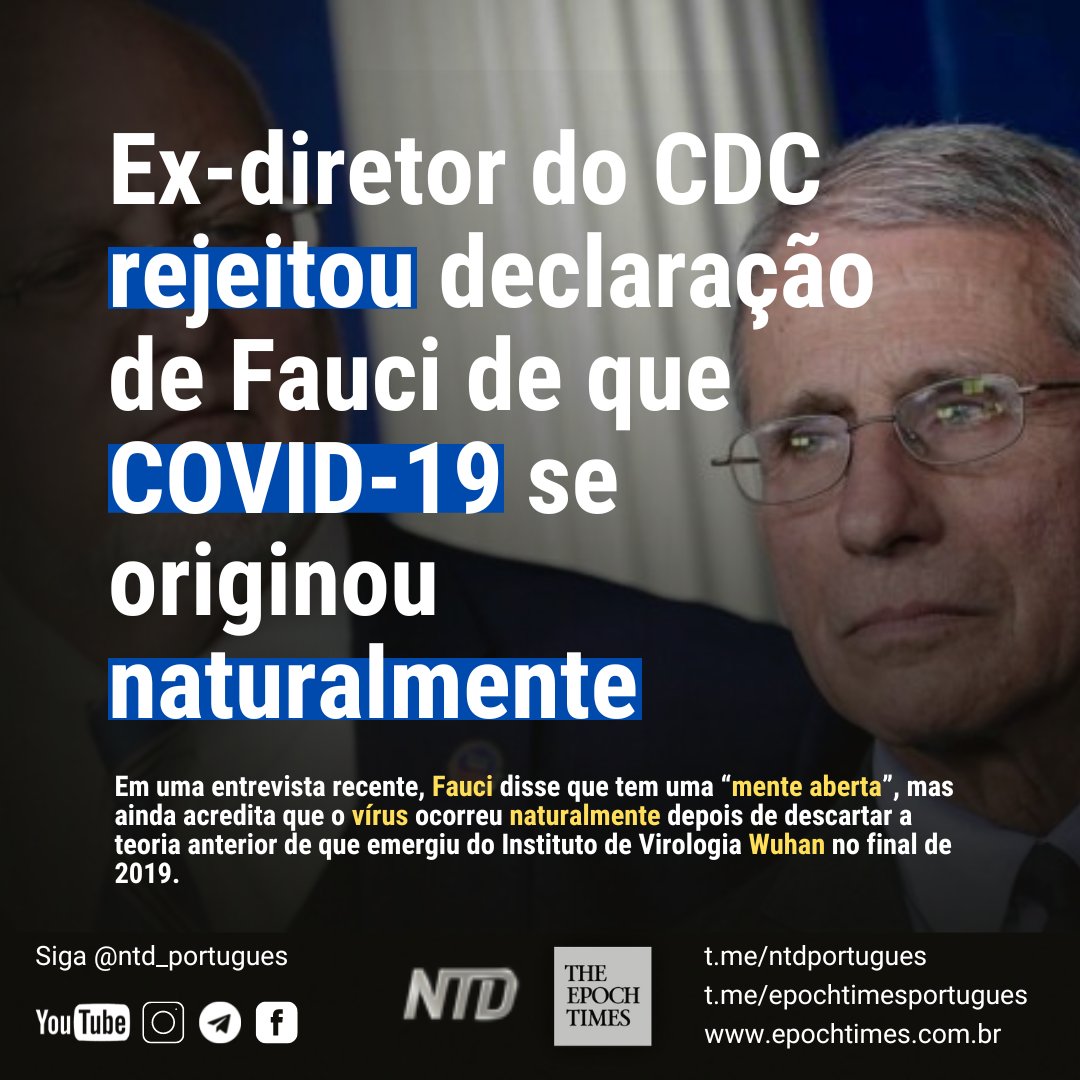 Ex-diretor do CDC
rejeitou declaração
de Fauci de que
COVID-19 se
originou
naturalmente
Em uma entrevista recente, Fauci disse que tem uma “mente aberta”, mas
ainda acredita que o vírus ocorreu naturalmente depois de descartar a
teoria anterior de que emergiu do Instituto de Virologia Wuhan no final de
2019.
Siga @ntd_portugues
YouTube
NTD
THE
EPOCH
TIMES
t.me/ntdportugues
t.me/epochtimesportugues
www.epochtimes.com.br